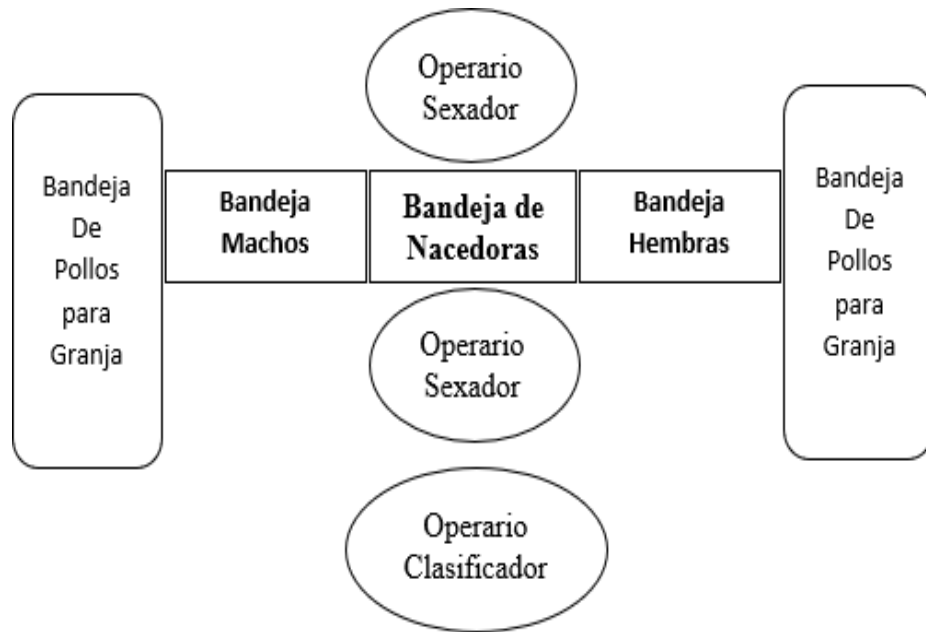 Operario
Sexador
Bandeja
De
Pollos
para
Granja
Bandeja
Machos
Bandeja de
Nacedoras
Bandeja
Hembras
Bandeja
De
Pollos
para
Granja
Operario
Sexador
Operario
Clasificador